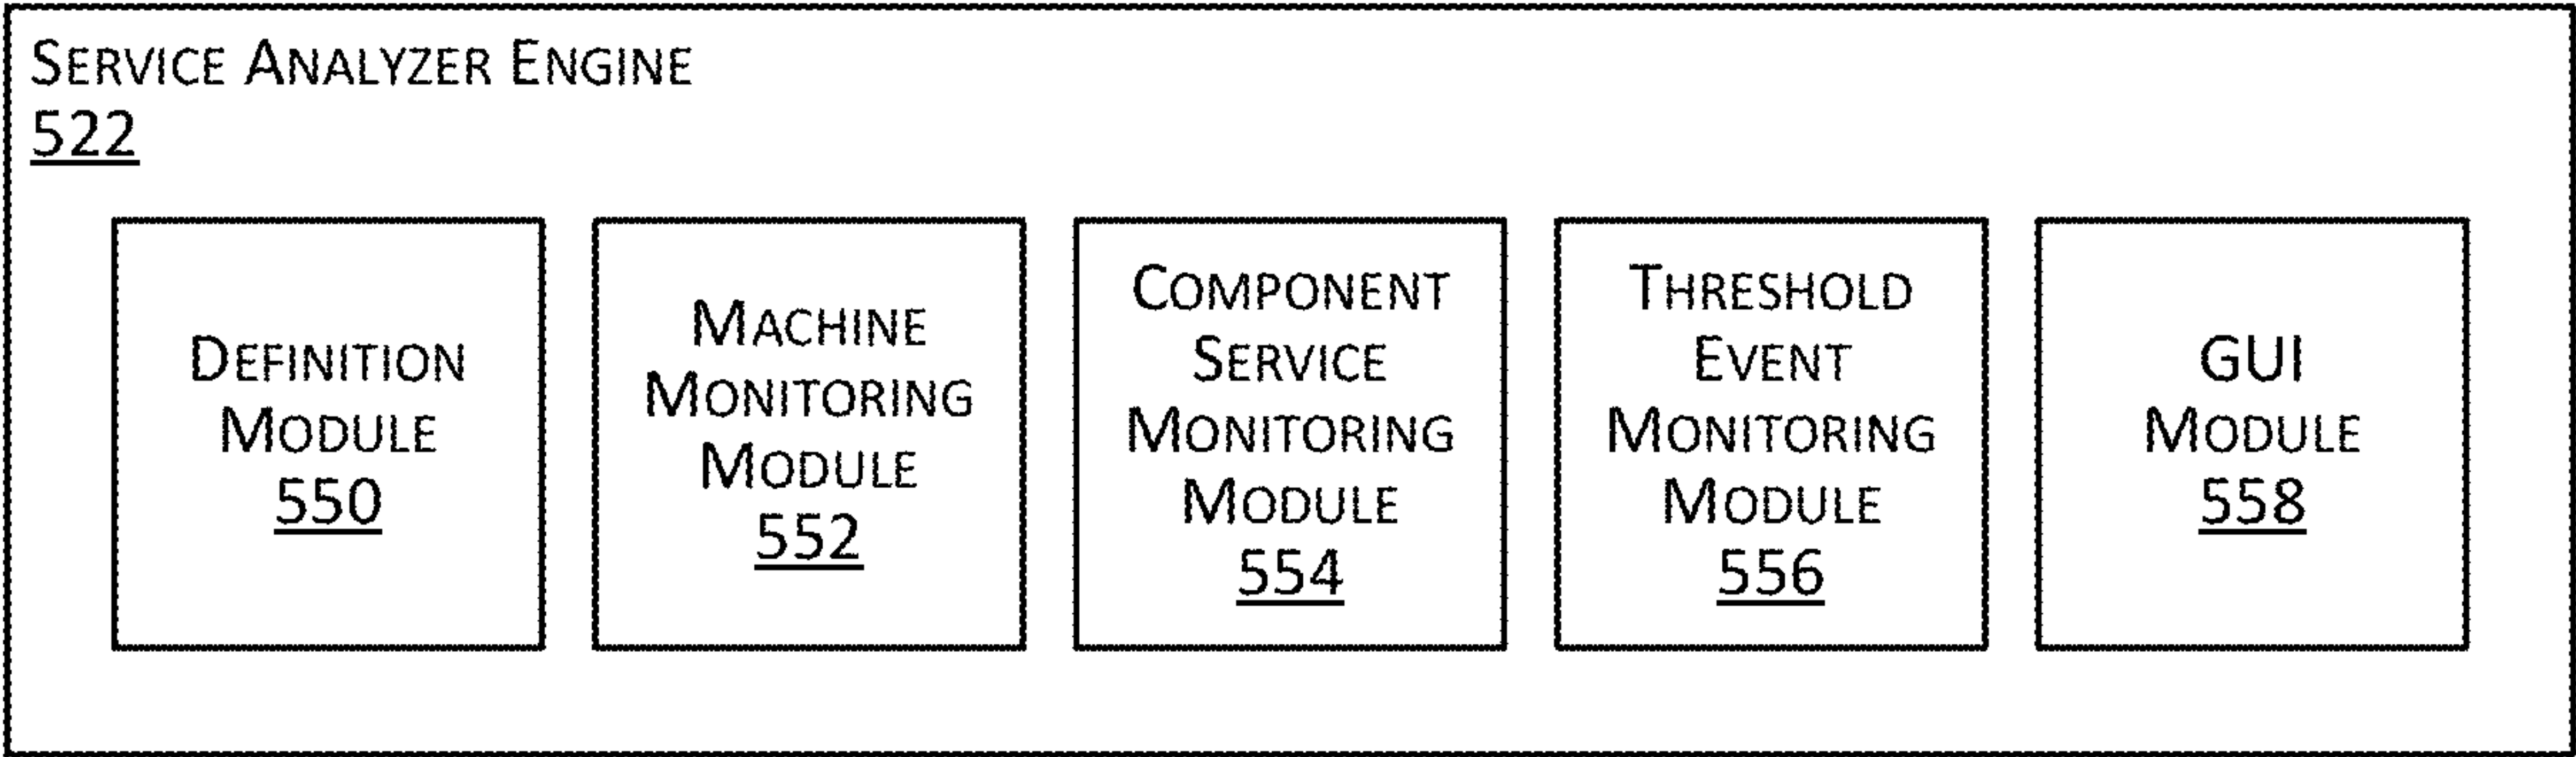 SERVICE ANALYZER ENGINE
522
DEFINITION
MODULE
550
MACHINE
MONITORING
MODULE
552
COMPONENT
SERVICE
MONITORING
MODULE
554
THRESHOLD
EVENT
MONITORING
MODULE
556
GUI
MODULE
558